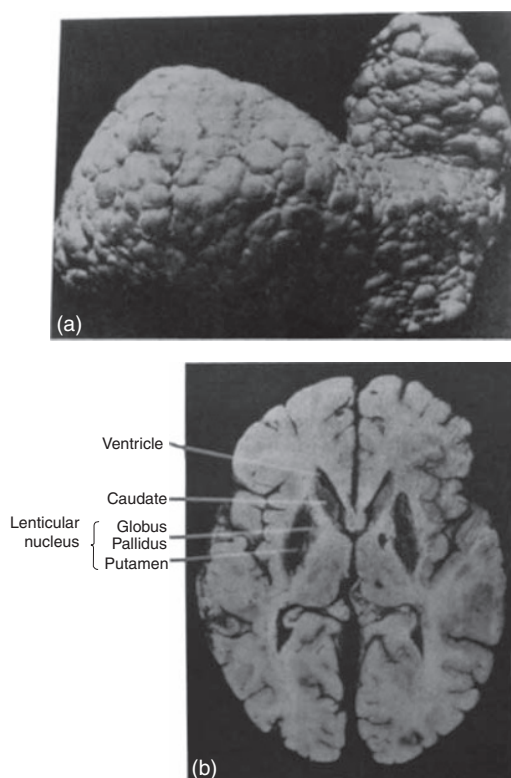 (a)
Ventricle
Caudate
Lenticular
nucleus
Globus
Pallidus
Putamen
(b)